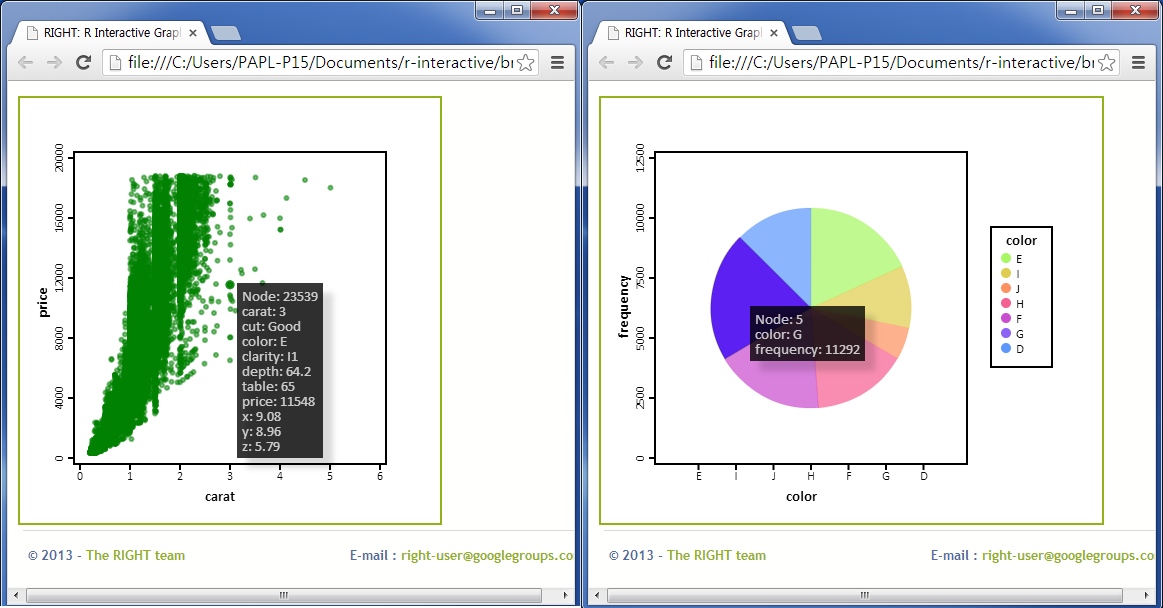 RIGHT: R Interactive Grap
file:///C:/Users/PAPL-P15/Documents/r-interactive/br
20000
16000
12000
8000
4000
0
price
0 1 2 3 4 5 6
carat
Node: 23539
carat: 3
cut: Good
color: E
clarity: I1
depth: 64.2
table: 65
price: 11548
x: 9.08
y: 8.96
z: 5.79
© 2013 - The RIGHT team E-mail : right-user@googlegroups.co
RIGHT: R Interactive Grap
file:///C:/Users/PAPL-P15/Documents/r-interactive/br
12500
10000
7500
5000
2500
0
frequency
E I J H F G D
color
Node: 5
color: G
frequency: 11292
color
E
I
J
H
F
G
D
© 2013 - The RIGHT team E-mail : right-user@googlegroups.co